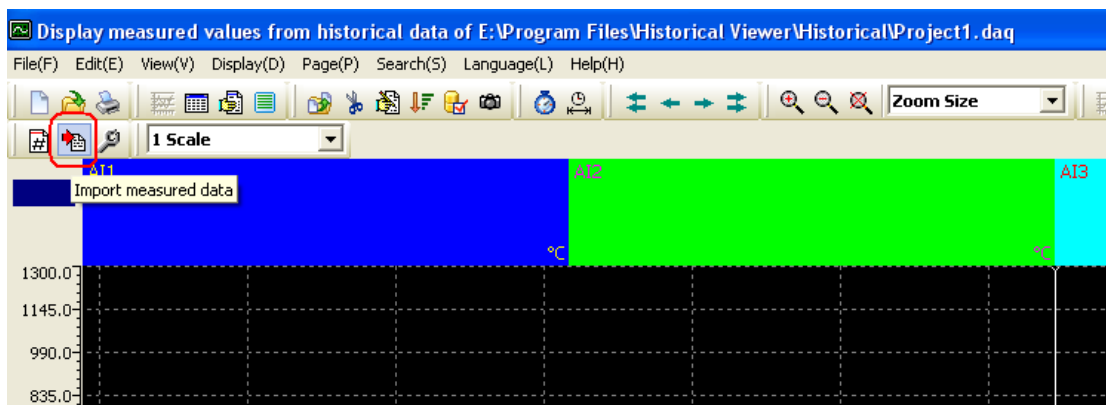 Display measured values from historical data of E:\Program Files\Historical Viewer\Historical\Project1.daq
File(F) Edit(E) View(V) Display(D) Page(P) Search(S) Language(L) Help(H)
Zoom Size
1 Scale
AI1 AI2 AI3
Import measured data
°C °C
1300.0
1145.0
990.0
835.0